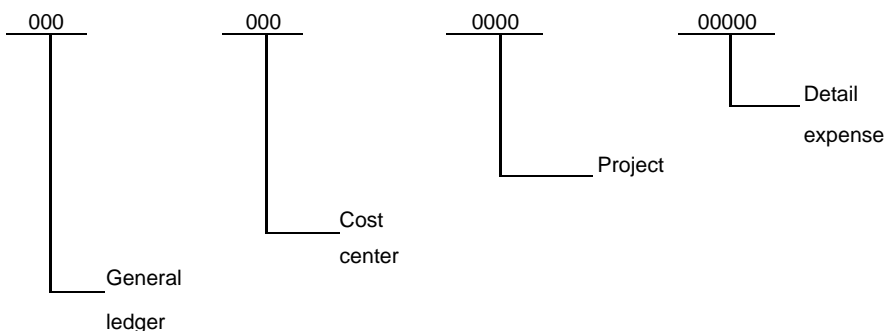 000 000 0000 00000
Detail
expense
Project
Cost
center
General
ledger